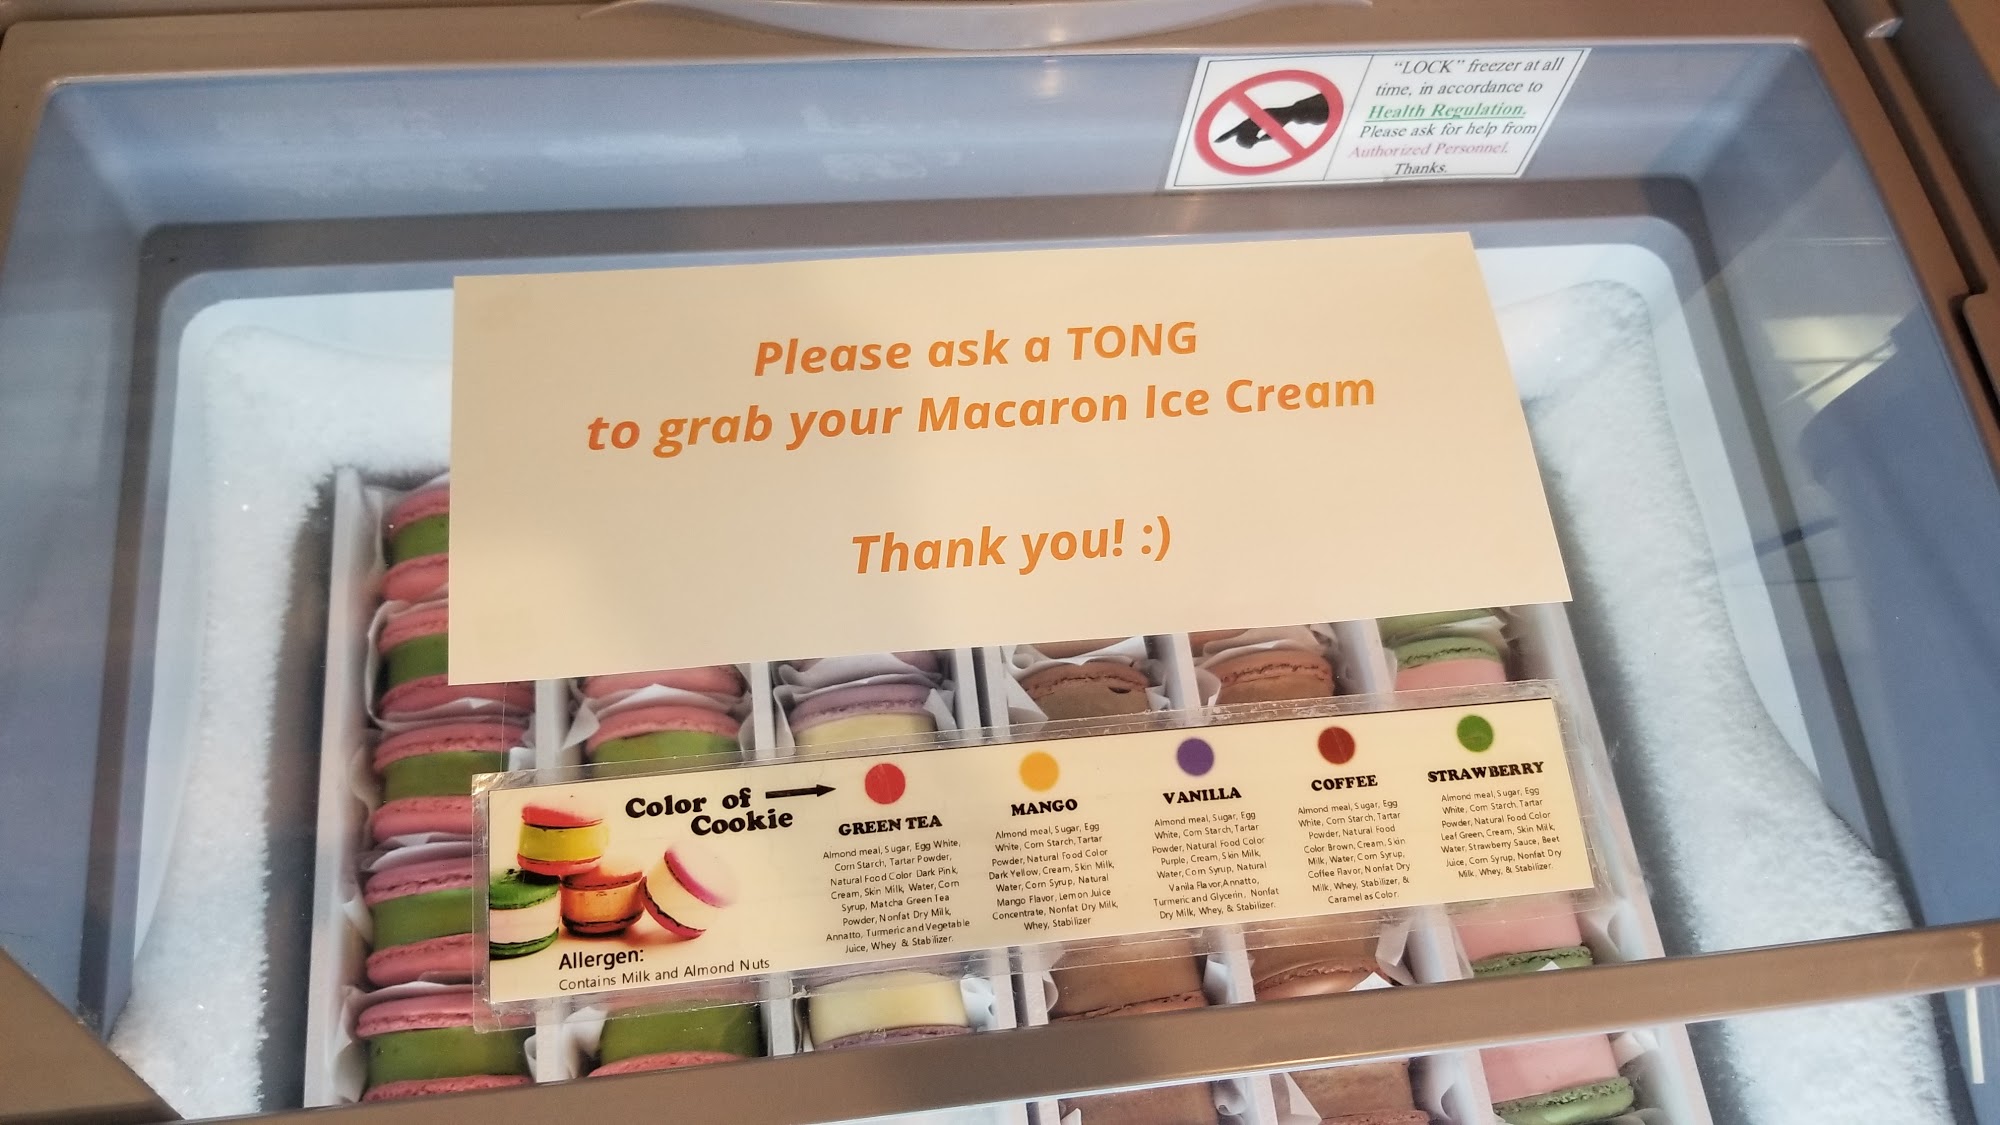 "LOCK" freezer at all
time, in accordance to
Health Regulation.
Please ask for help from
Authorized Personnel.
Thanks.
Please ask a TONG
to grab your Macaron Ice Cream
Thank you! :)
Color of
Cookie
Allergen:
Contains Milk and Almond Nuts
GREEN TEA
Almond meal, Sugar, Egg White,
Corn Starch, Tartar Powder,
Natural Food Color Dark Pink,
Cream, Skin Milk, Water, Corn
Syrup, Matcha Green Tea
Powder, Nonfat Dry Milk,
Annatto, Turmeric and Vegetable
Juice, Whey & Stabilizer.
MANGO
Almond meal, Sugar, Egg
White, Corn Starch, Tartar
Powder, Natural Food Color
Dark Yellow, Cream, Skin Milk,
Water, Corn Syrup, Natural
Mango Flavor, Lemon Juice
Concentrate, Nonfat Dry Milk,
Whey, Stabilizer
VANILLA
Almond meal, Sugar, Egg
White, Corn Starch, Tartar
Powder, Natural Food Color
Purple, Cream, Skin Milk,
Water, Corn Syrup, Natural
Vanila Flavor, Annatto,
Turmeric and Glycerin, Nonfat
Dry Milk, Whey, & Stabilizer.
COFFEE
Almond meal, Sugar, Egg
White, Corn Starch, Tartar
Powder, Natural Food
Color Brown, Cream, Skin
Milk, Water, Corn Syrup,
Coffee Flavor, Nonfat Dry
Milk, Whey, Stabilizer, &
Caramel as Color.
STRAWBERRY
Almond meal, Sugar, Egg
White, Corn Starch, Tartar
Powder, Natural Food Color
Leaf Green, Cream, Skin Milk,
Water, Strawberry Sauce, Beet
Juice, Corn Syrup, Nonfat Dry
Milk, Whey, & Stabilizer.